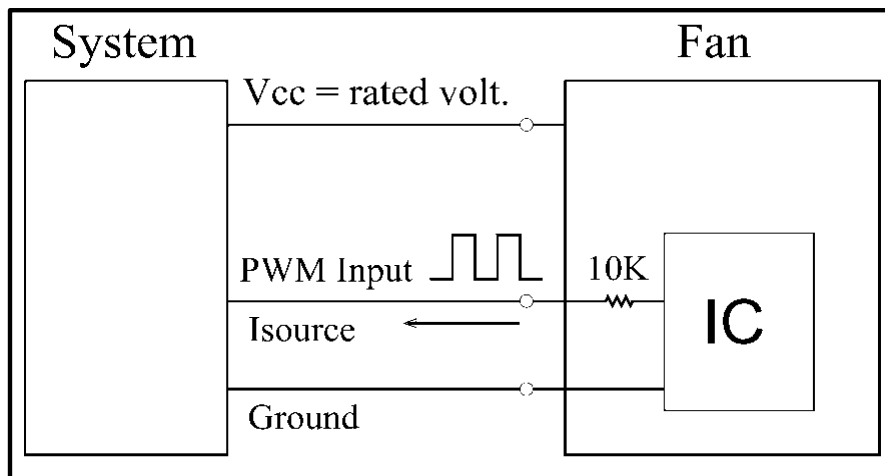 System
Fan
Vcc = rated volt.
PWM Input
10K
IC
Isource
Ground